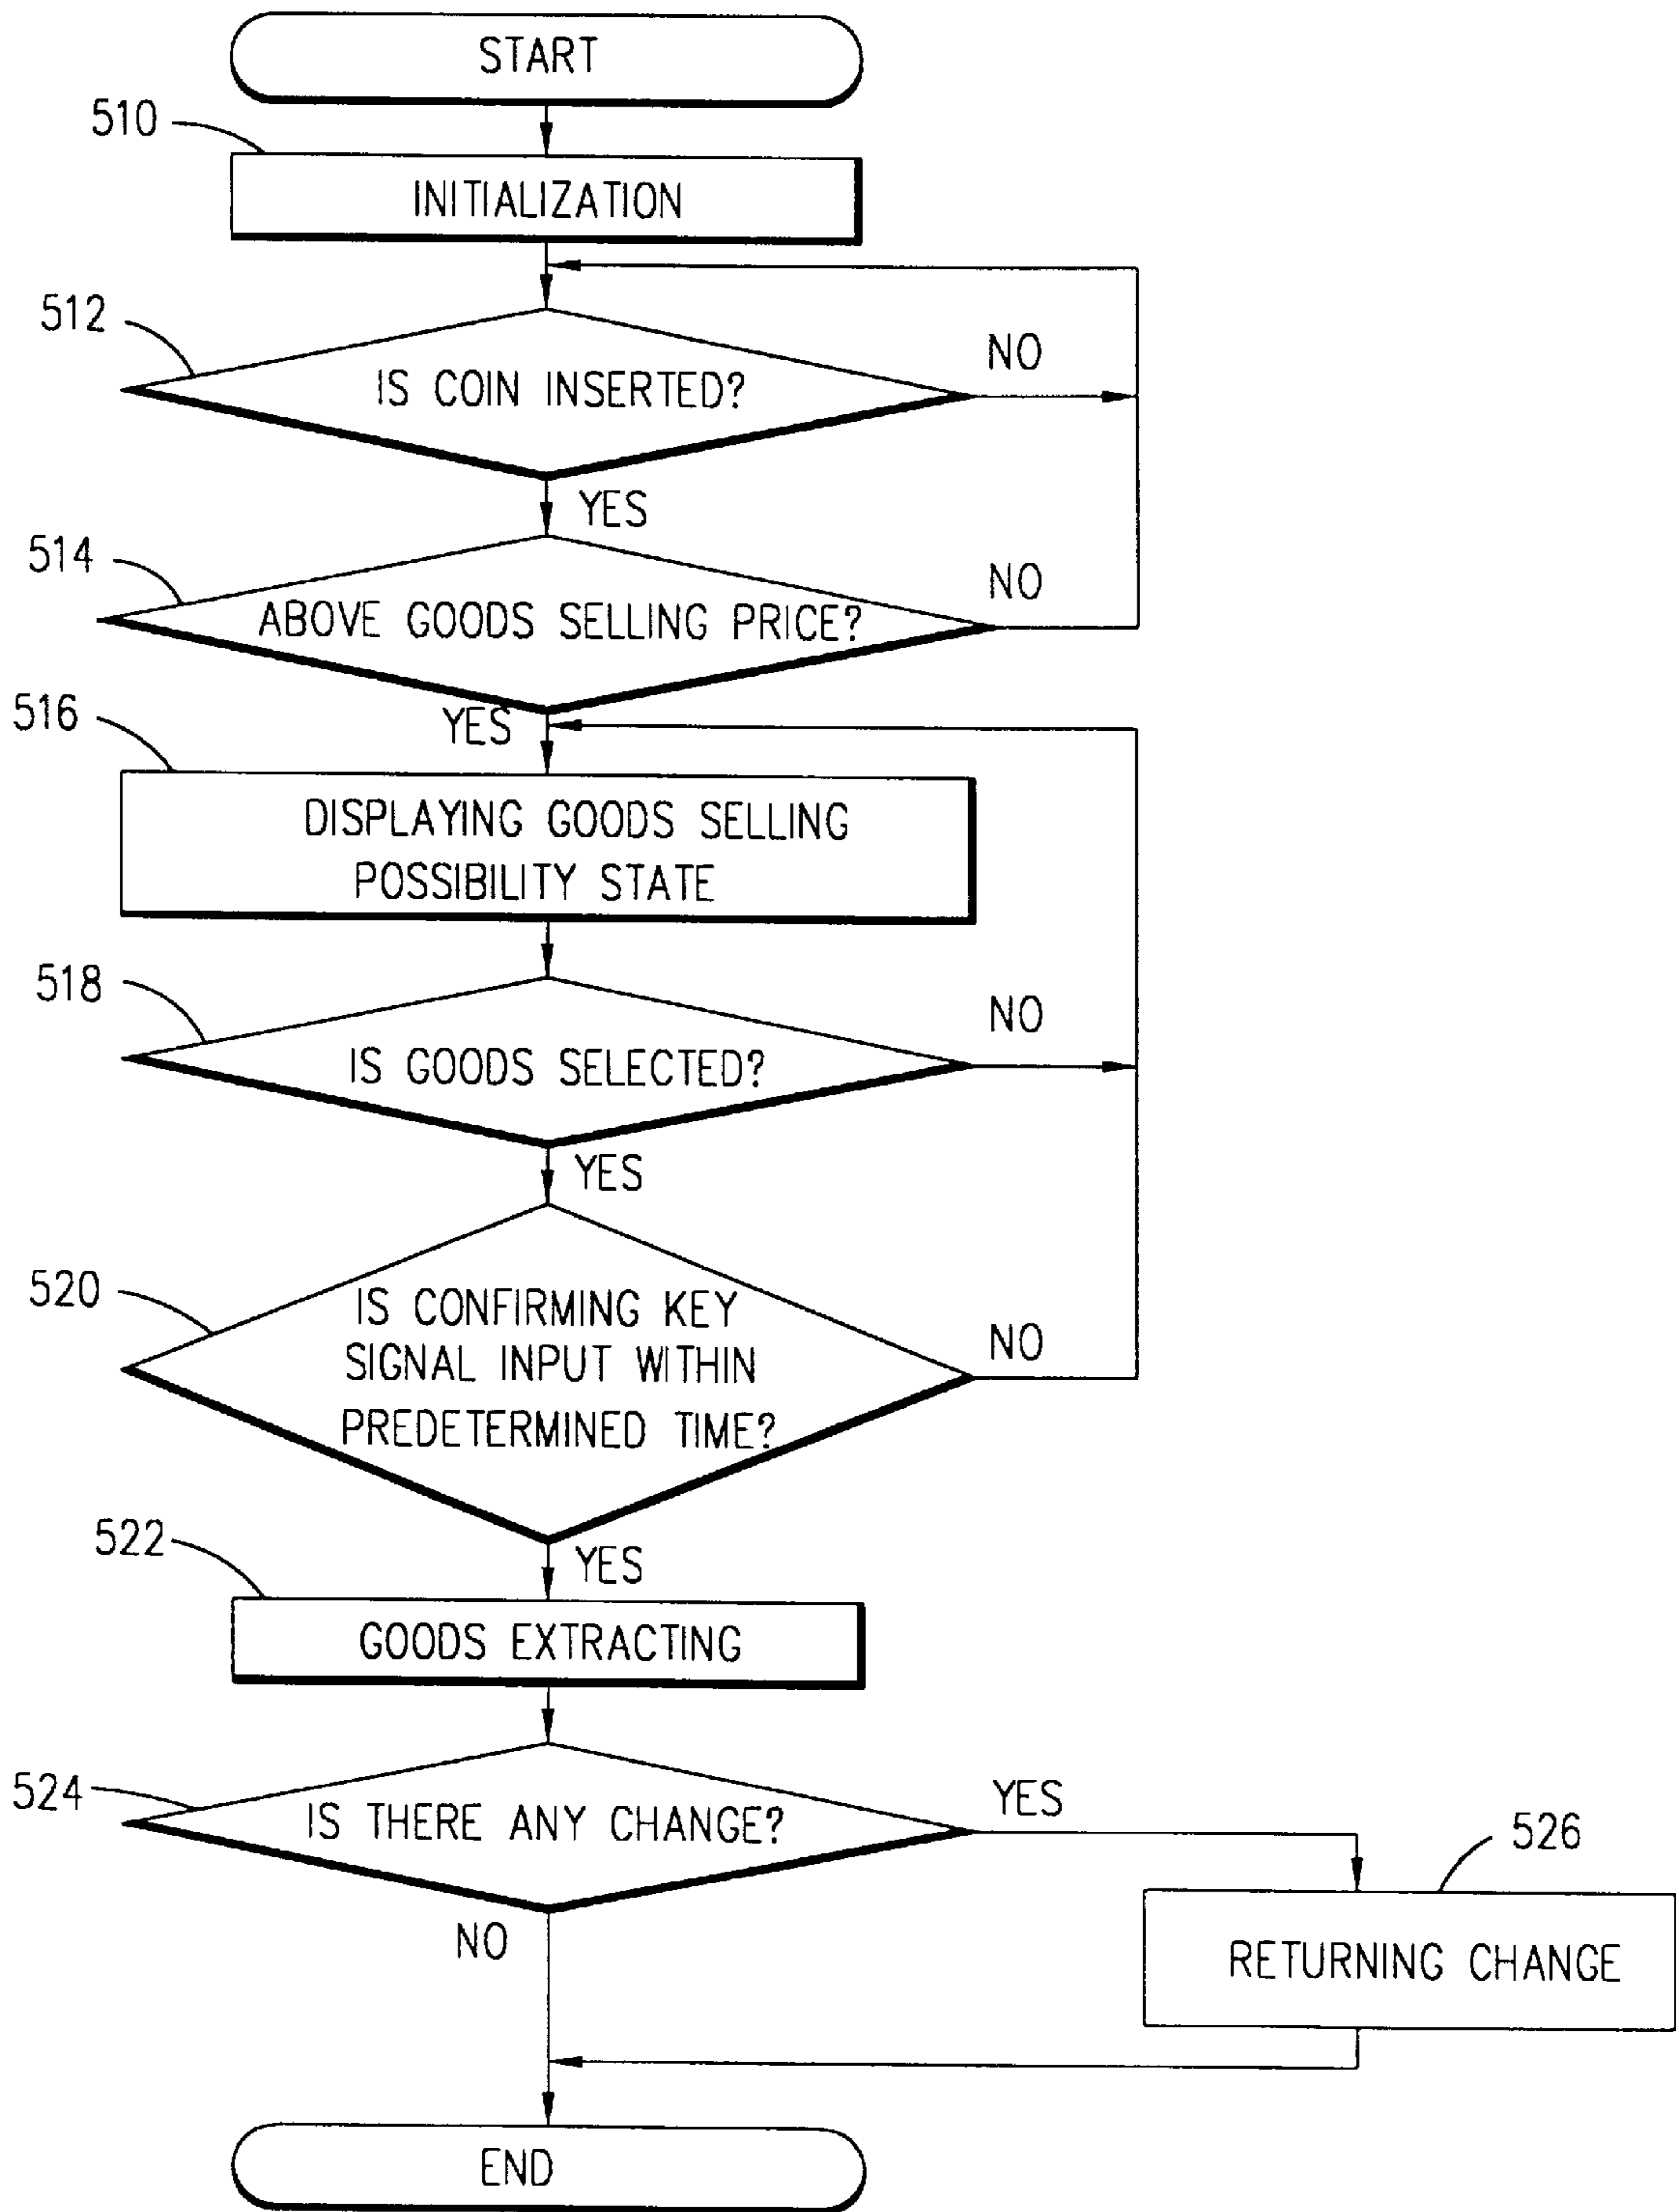 START
510
INITIALIZATION
512
IS COIN INSERTED?
NO
YES
514
ABOVE GOODS SELLING PRICE?
NO
516
YES
DISPLAYING GOODS SELLING
POSSIBILITY STATE
518
IS GOODS SELECTED?
NO
YES
520
IS CONFIRMING KEY
SIGNAL INPUT WITHIN
PREDETERMINED TIME?
NO
522
YES
GOODS EXTRACTING
524
IS THERE ANY CHANGE?
YES
526
NO
RETURNING CHANGE
END